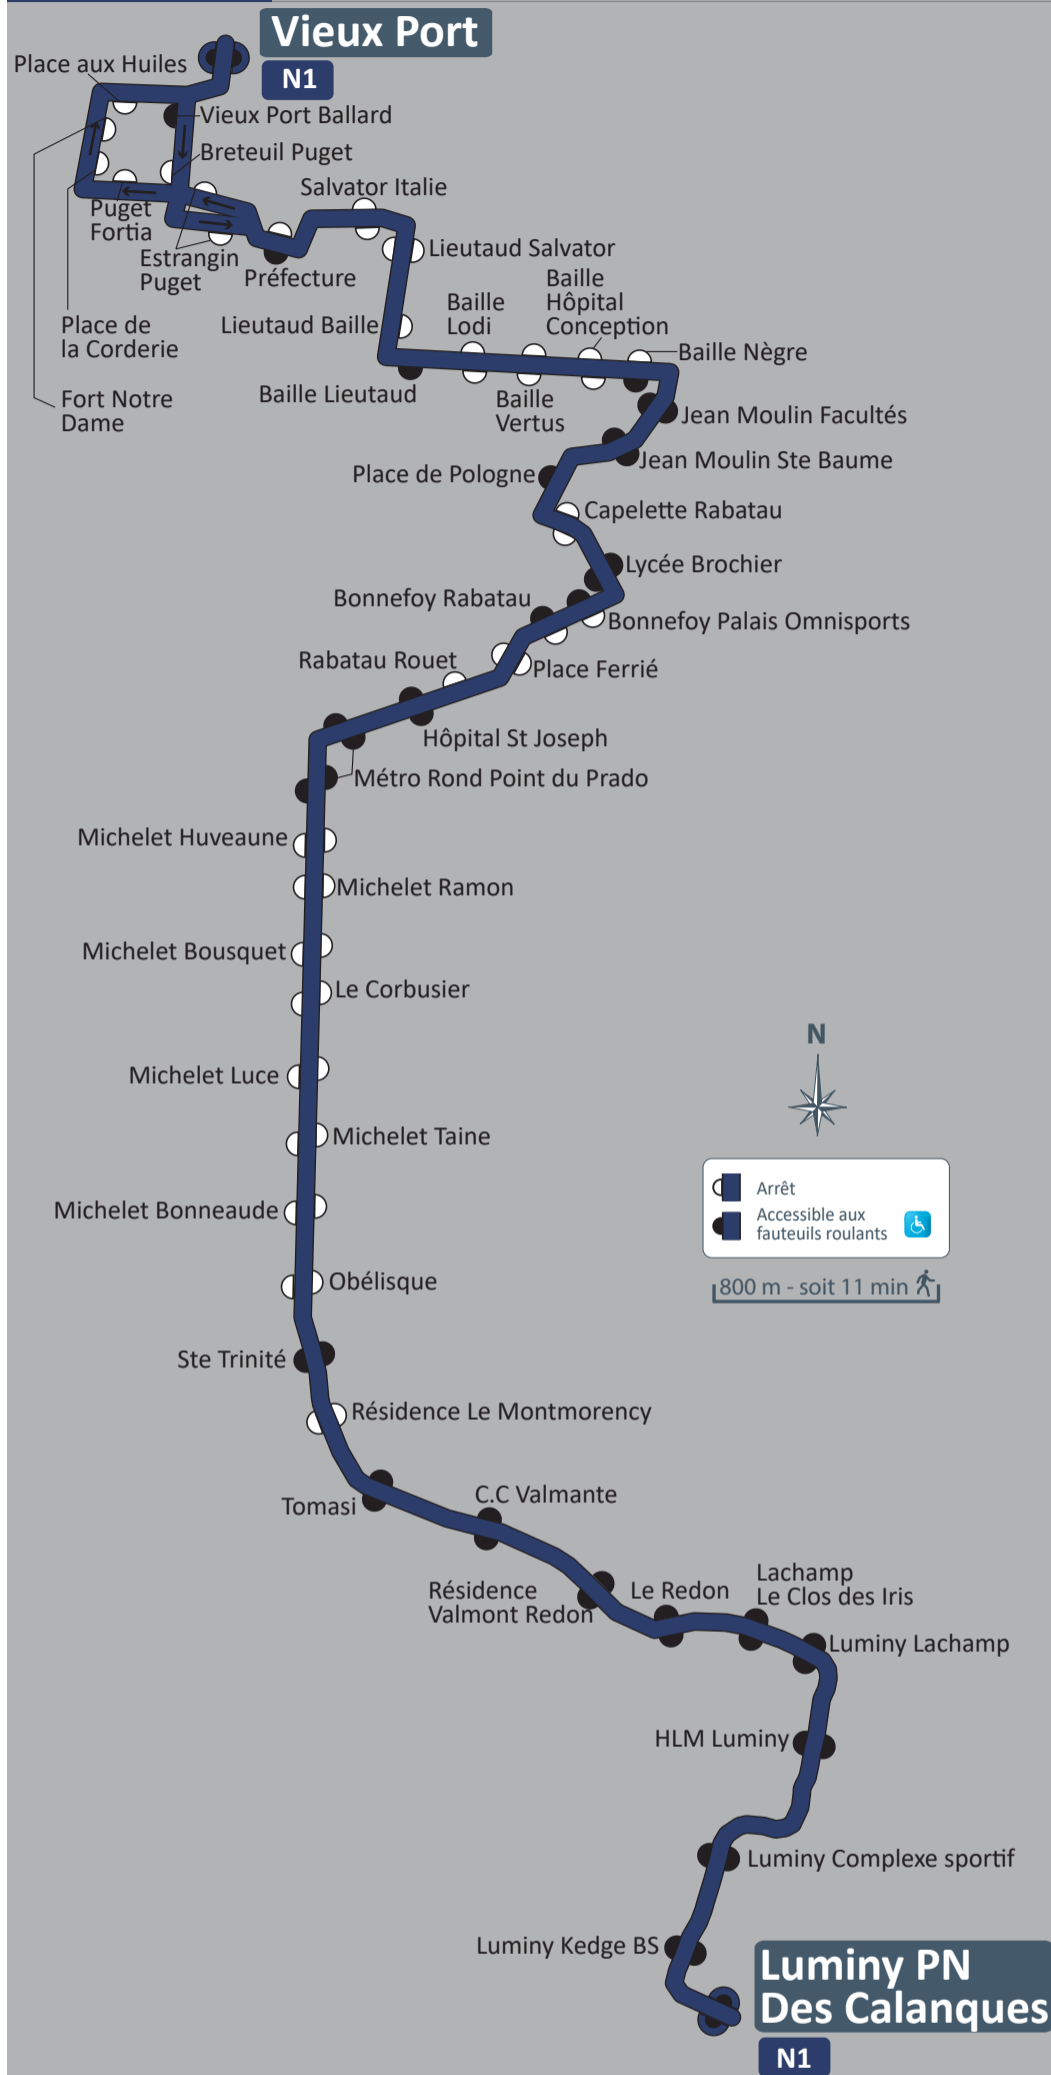 Vieux Port
N1
Place aux Huiles
Vieux Port Ballard
Breteuil Puget
Salvator Italie
Puget
Fortia
Estrangin
Puget
Préfecture
Lieutaud Salvator
Baille
Hôpital
Conception
Baille
Lodi
Place de
la Corderie
Lieutaud Baille
Baille Nègre
Fort Notre
Dame
Baille Lieutaud
Baille
Vertus
Jean Moulin Facultés
Jean Moulin Ste Baume
Place de Pologne
Capelette Rabatau
Lycée Brochier
Bonnefoy Rabatau
Bonnefoy Palais Omnisports
Rabatau Rouet
Place Ferrié
Hôpital St Joseph
Métro Rond Point du Prado
Michelet Huveaune
Michelet Ramon
Michelet Bousquet
Le Corbusier
N
Michelet Luce
Michelet Taine
Arrêt
Accessible aux
fauteuils roulants
Michelet Bonneaude
Obélisque
800 m - soit 11 min
Ste Trinité
Résidence Le Montmorency
Tomasi
C.C Valmante
Résidence
Valmont Redon
Le Redon
Lachamp
Le Clos des Iris
Luminy Lachamp
HLM Luminy
Luminy Complexe sportif
Luminy Kedge BS
Luminy PN
Des Calanques
N1